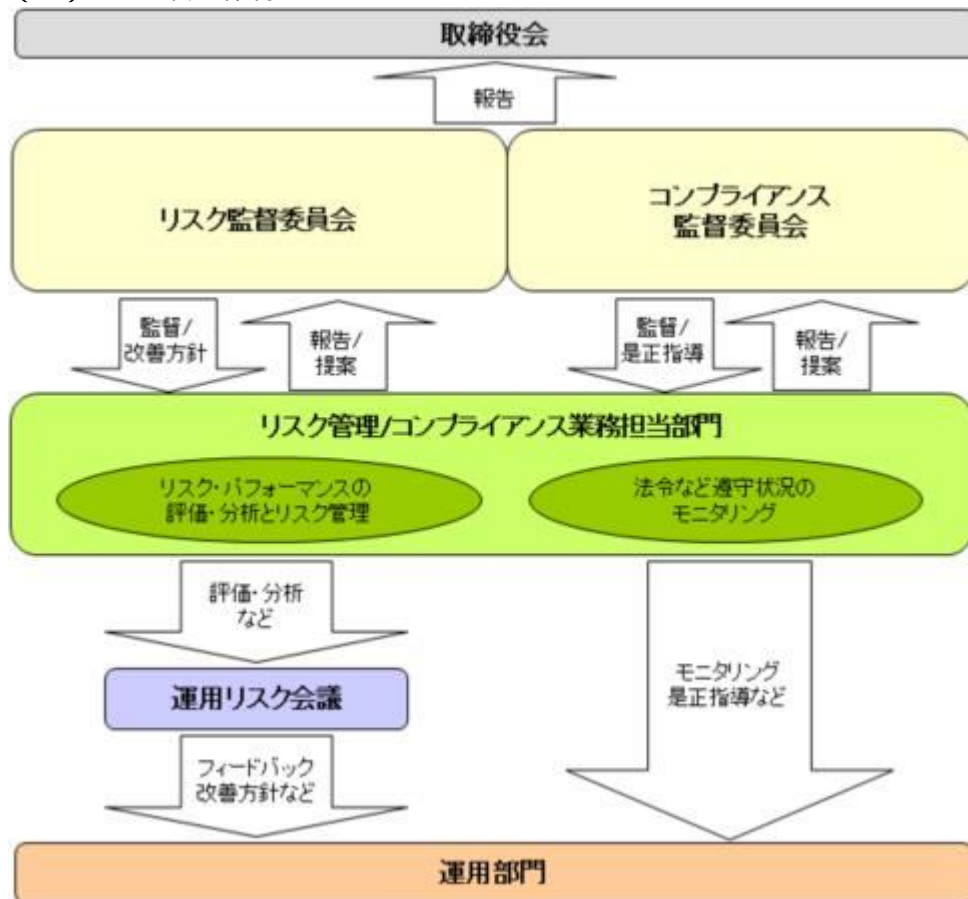 取締役会
報告
リスク監督委員会
コンプライアンス
監督委員会
監督/
改善方針
報告/
提案
監督/
是正指導
報告/
提案
リスク管理/コンプライアンス業務担当部門
リスク・パフォーマンスの
評価・分析とリスク管理
法令など遵守状況の
モニタリング
評価・分析
など
運用リスク会議
モニタリング
是正指導など
フィードバック
改善方針など
運用部門